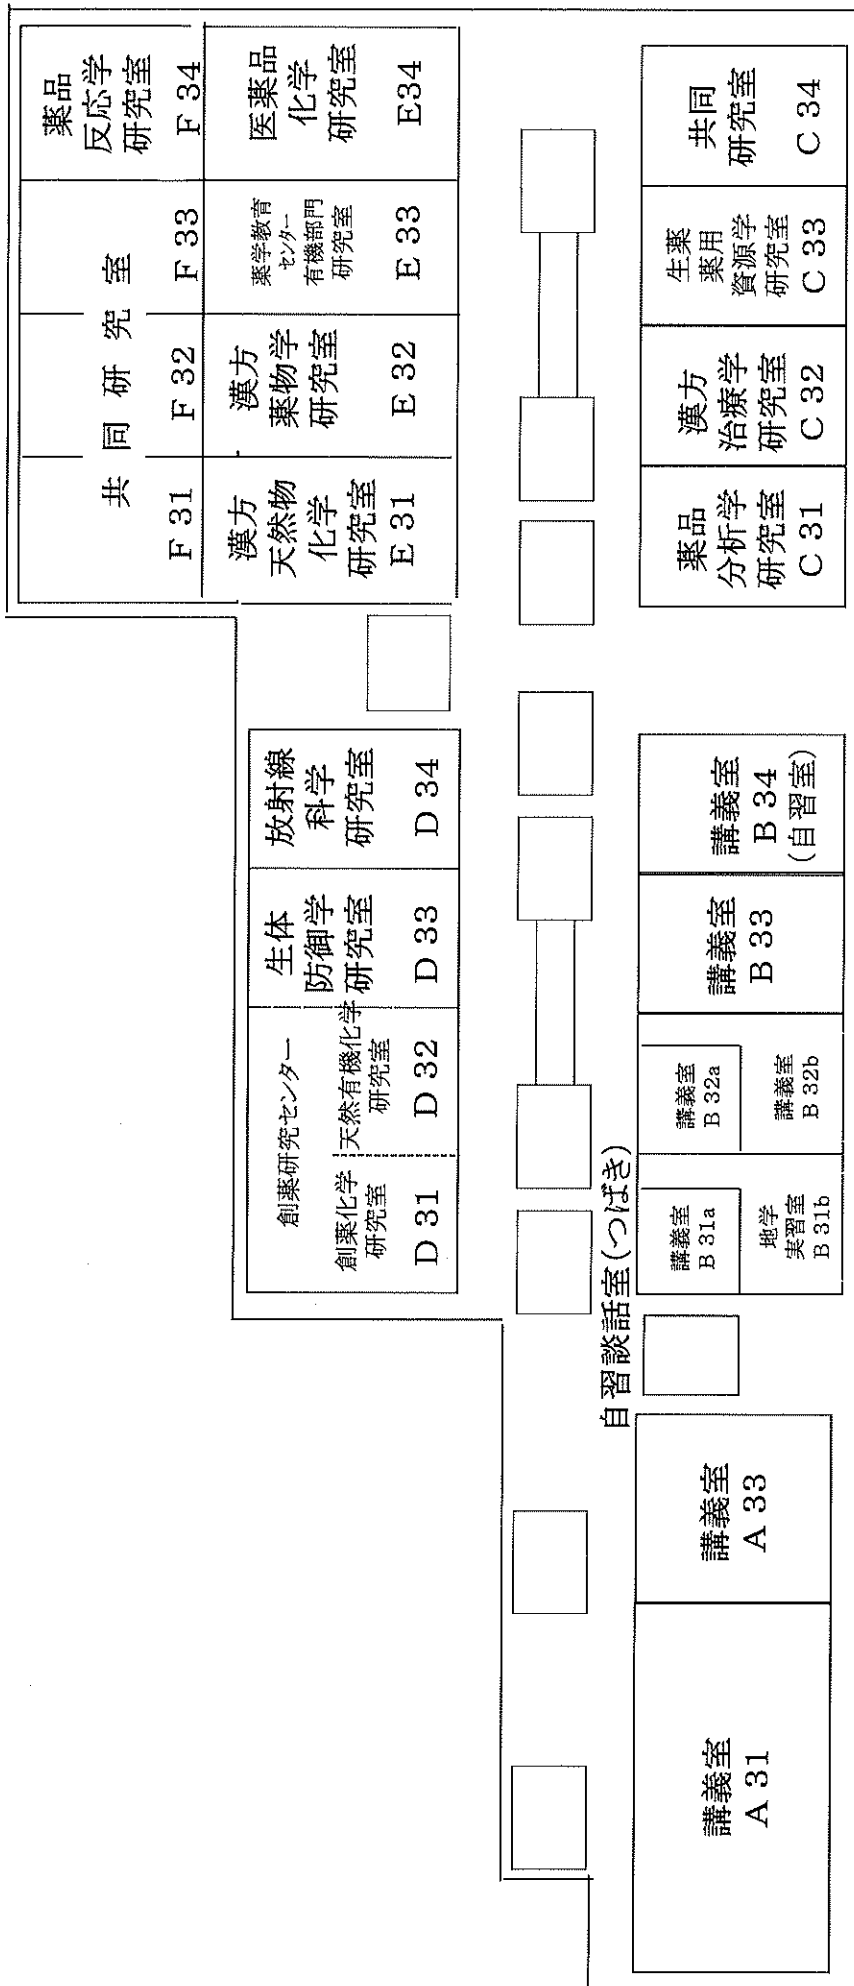 薬品
反応学
研究室
F 34
共同研究室
F 33
F 32
F 31
医薬品
化学
研究室
E34
薬学教育
センター
有機部門
研究室
E 33
漢方
薬物学
研究室
E 32
漢方
天然物
化学
研究室
E 31
放射線
科学
研究室
D 34
生体
防御学
研究室
D 33
創薬研究センター
天然有機化学
研究室
D 32
創薬化学
研究室
D 31
共同
研究室
C 34
生薬
薬用
資源学
研究室
C 33
漢方
治療学
研究室
C 32
薬品
分析学
研究室
C 31
講義室
B 34
(自習室)
講義室
B 33
講義室
B 32a
講義室
B 32b
講義室
B 31a
地学
実習室
B 31b
自習談話室(つばき)
講義室
A 33
講義室
A 31